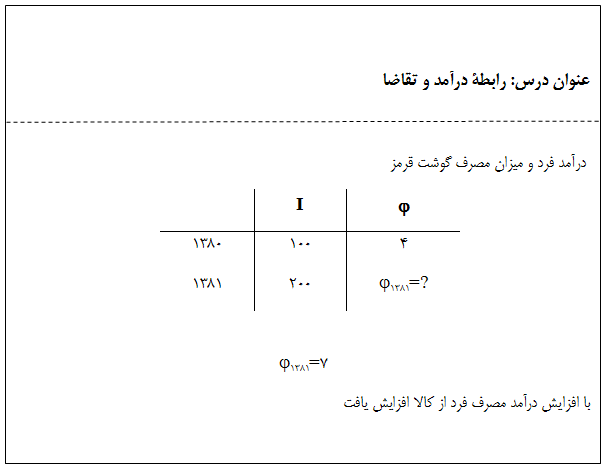 عنوان درس: رابطهٔ درآمد و تقاضا
درآمد فرد و میزان مصرف گوشت قرمز
I φ
۱۳۸۰ ۱۰۰ ۴
۱۳۸۱ ۲۰۰ φ۱۳۸۱=?
φ۱۳۸۱=۷
با افزایش درآمد مصرف فرد از کالا افزایش یافت